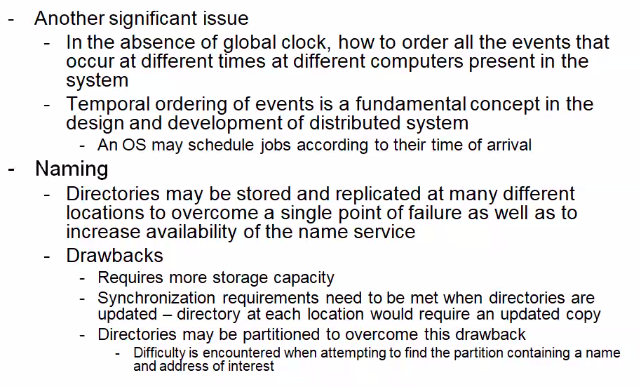 - Another significant issue
- In the absence of global clock, how to order all the events that
occur at different times at different computers present in the
system
- Temporal ordering of events is a fundamental concept in the
design and development of distributed system
- An OS may schedule jobs according to their time of arrival
- Naming
- Directories may be stored and replicated at many different
locations to overcome a single point of failure as well as to
increase availability of the name service
- Drawbacks
- Requires more storage capacity
- Synchronization requirements need to be met when directories are
updated – directory at each location would require an updated copy
- Directories may be partitioned to overcome this drawback
- Difficulty is encountered when attempting to find the partition containing a name
and address of interest